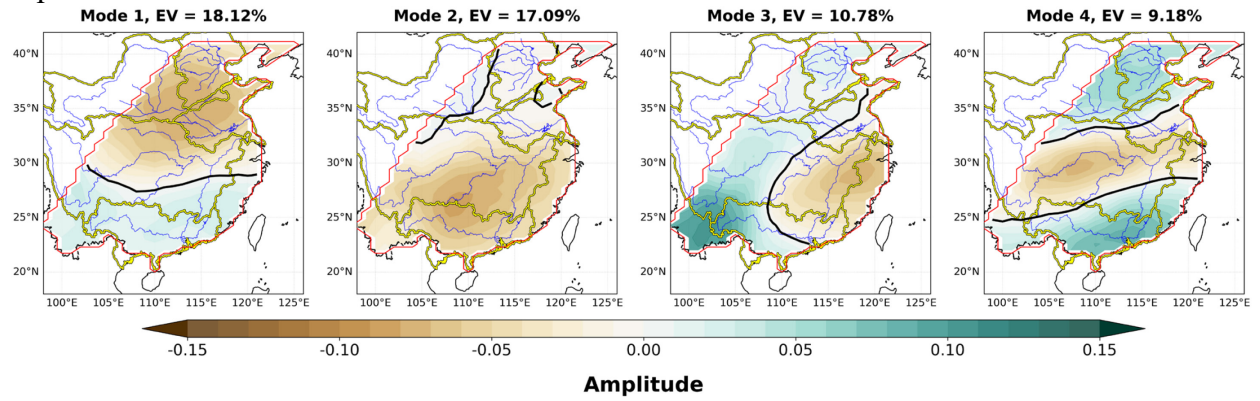 Mode 1, EV = 18.12% Mode 2, EV = 17.09% Mode 3, EV = 10.78% Mode 4, EV = 9.18%
40°N 40°N 40°N 40°N
35°N 35°N 35°N 35°N
30°N 30°N 30°N 30°N
25°N 25°N 25°N 25°N
20°N 20°N 20°N 20°N
100°E 105°E 110°E 115°E 120°E 125°E 100°E 105°E 110°E 115°E 120°E 125°E 100°E 105°E 110°E 115°E 120°E 125°E 100°E 105°E 110°E 115°E 120°E 125°E
-0.15 -0.10 -0.05 0.00 0.05 0.10 0.15
Amplitude